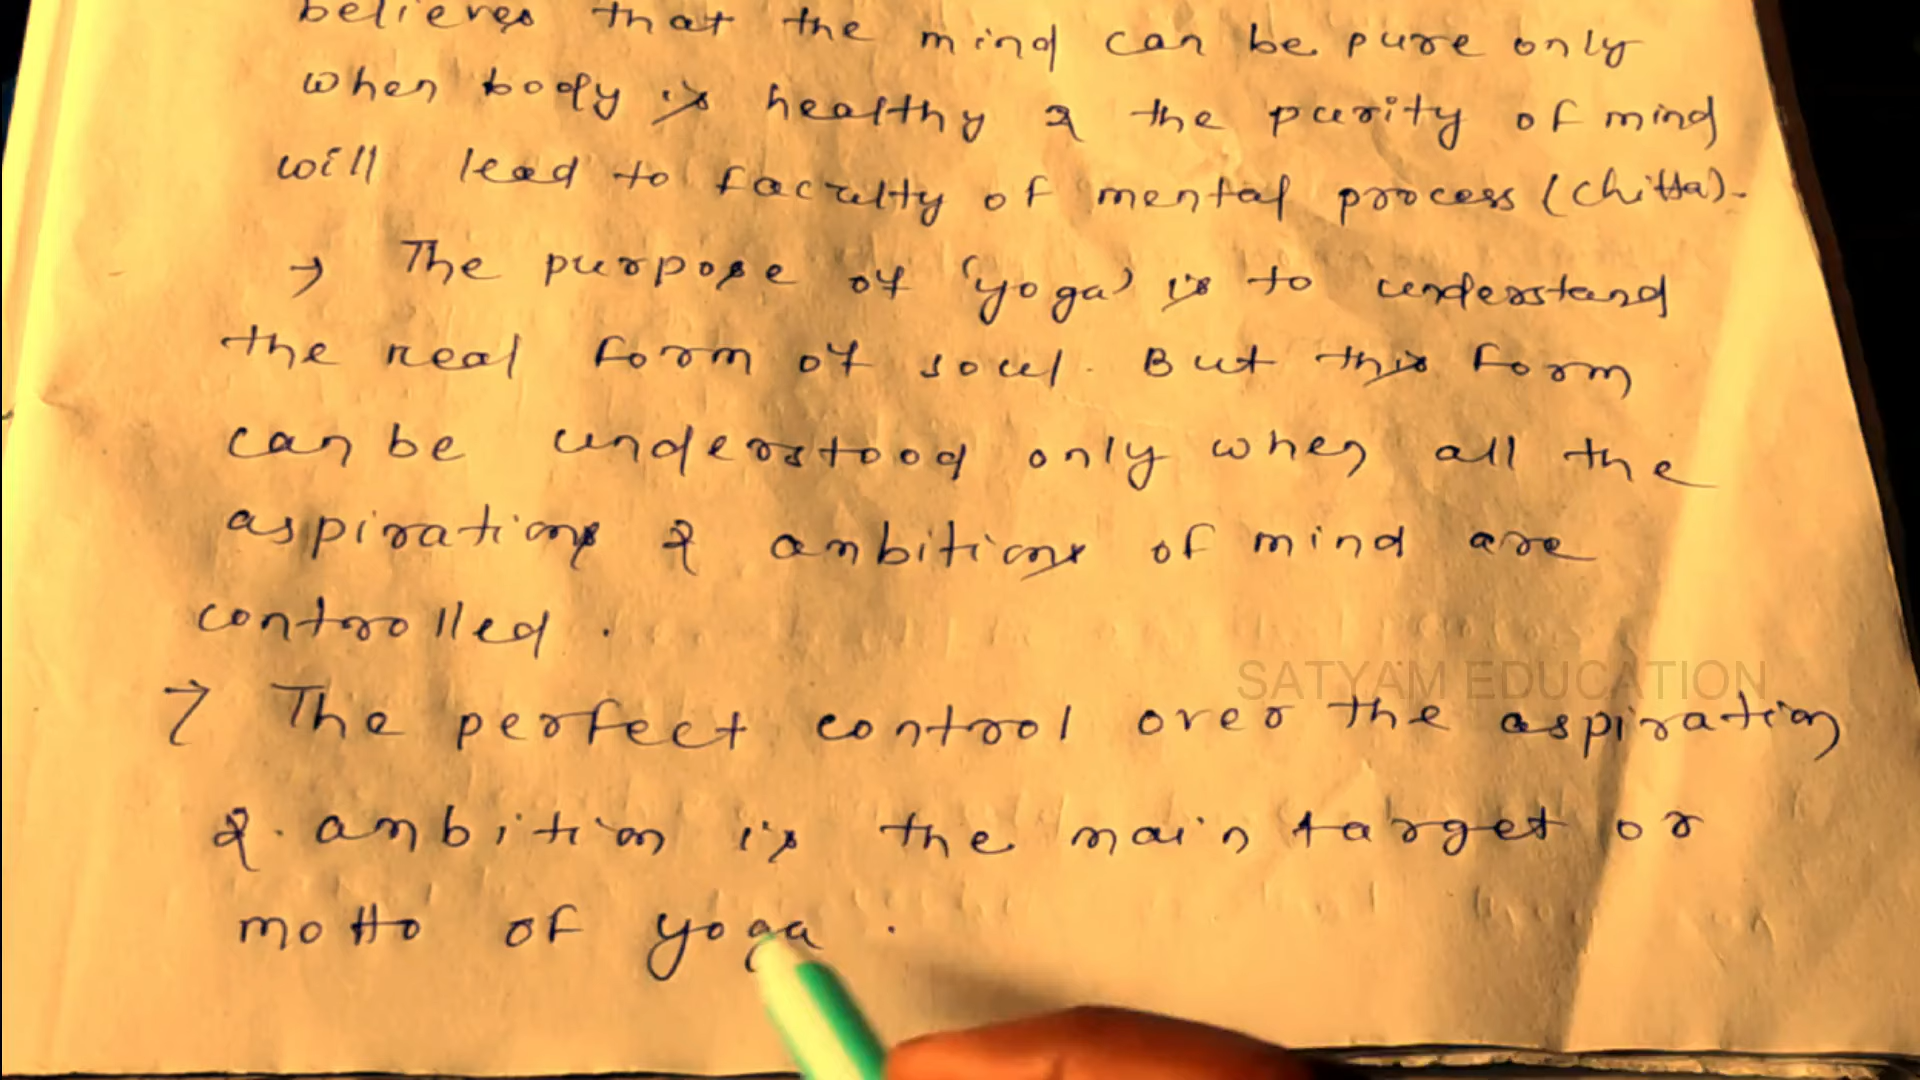 believes that the mind can be pure only
when body is healthy & the purity of mind
will lead to faculty of mental process (Chitta).
→ The purpose of 'yoga' is to understand
the real form of soul. But this form
can be understood only when all the
aspirations & ambitions of mind are
controlled.
SATYAM EDUCATION
→ The perfect control over the aspiration
& ambition is the main target or
motto of yoga.